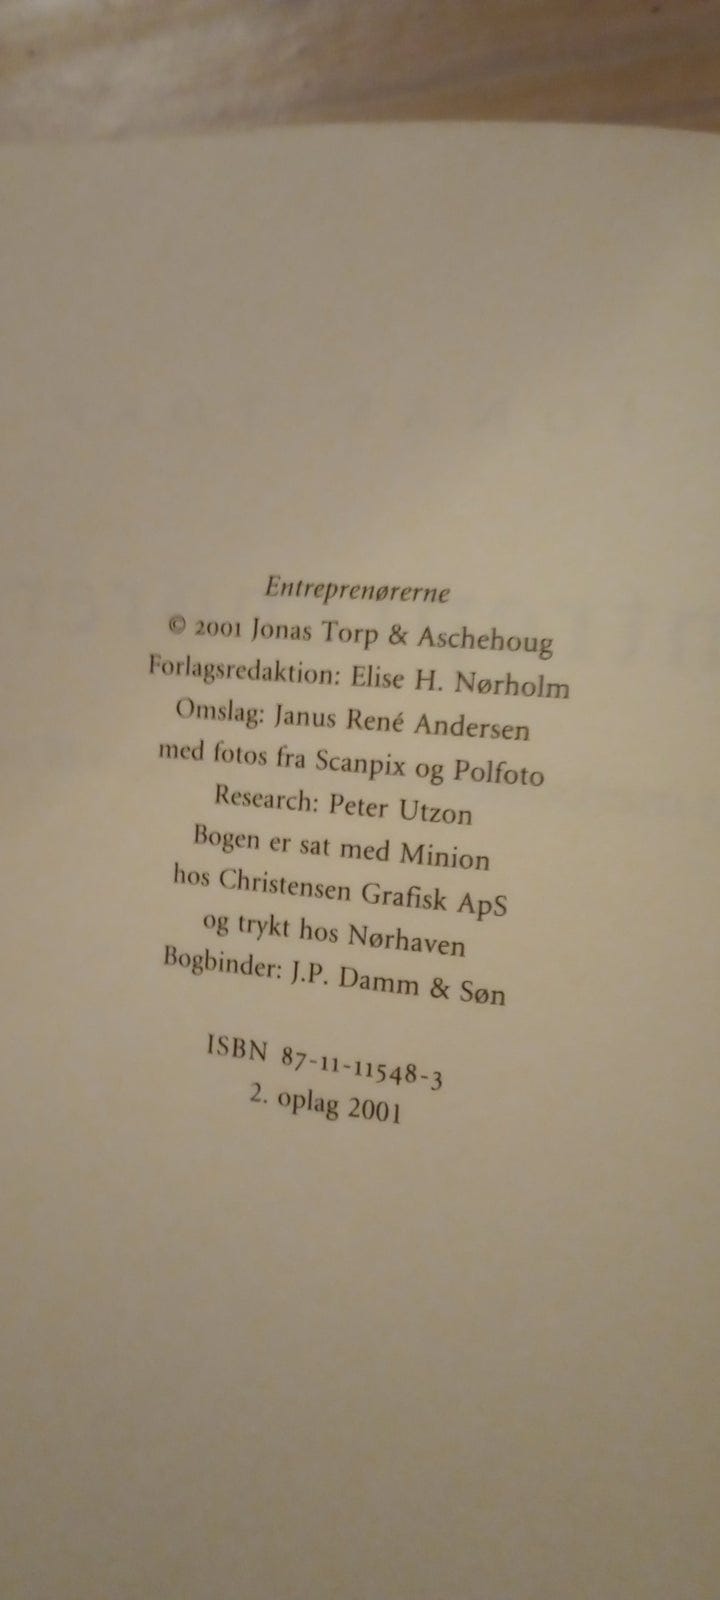 Entreprenørerne
© 2001 Jonas Torp & Aschehoug
Forlagsredaktion: Elise H. Nørholm
Omslag: Janus René Andersen
med fotos fra Scanpix og Polfoto
Research: Peter Utzon
Bogen er sat med Minion
hos Christensen Grafisk ApS
og trykt hos Nørhaven
Bogbinder: J.P. Damm & Søn
ISBN 87-11-11548-3
2. oplag 2001